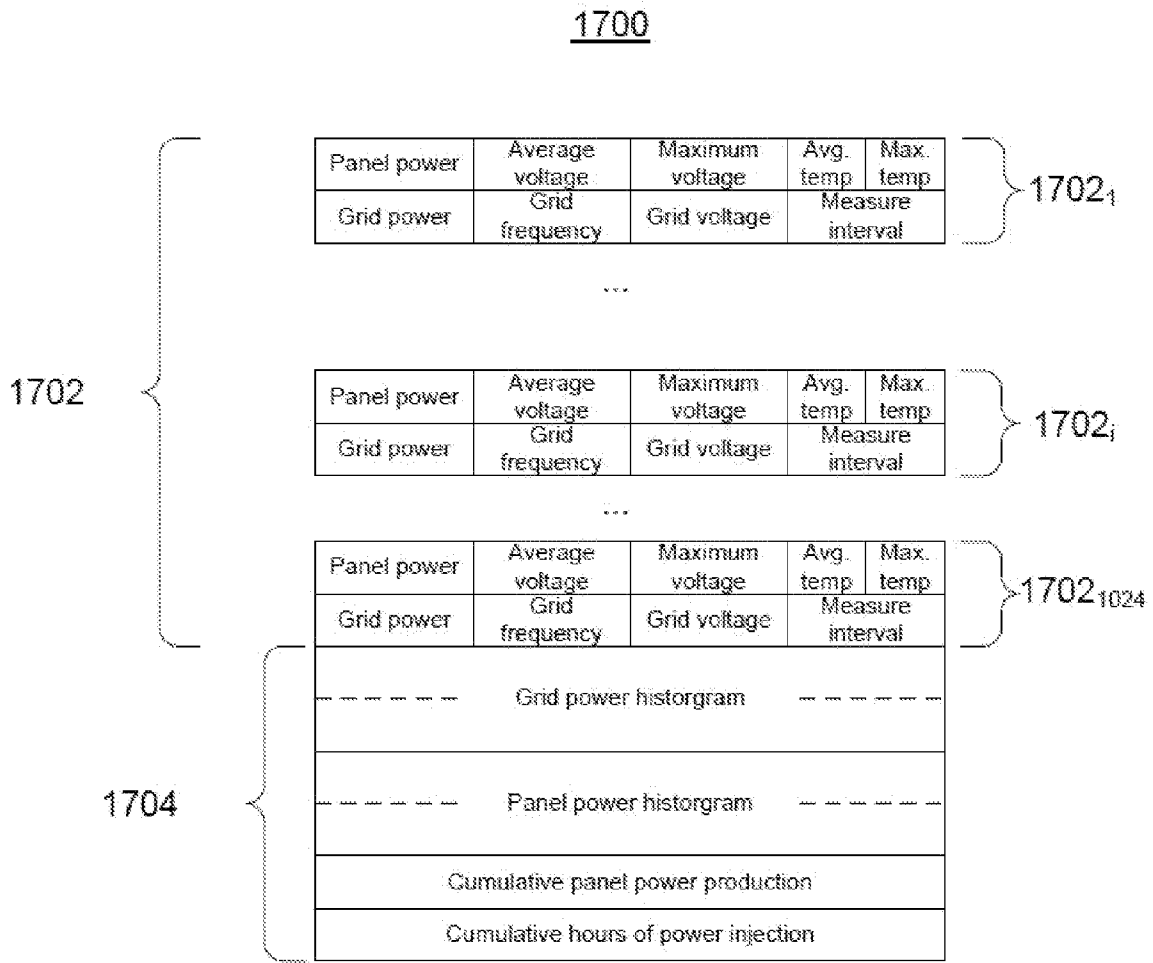 1700
Panel power Average voltage Maximum voltage Avg. temp Max. temp
Grid power Grid frequency Grid voltage Measure interval
1702₁
...
1702
Panel power Average voltage Maximum voltage Avg. temp Max. temp
Grid power Grid frequency Grid voltage Measure interval
1702ᵢ
...
Panel power Average voltage Maximum voltage Avg. temp Max. temp
Grid power Grid frequency Grid voltage Measure interval
1702₁₀₂₄
Grid power historgram
1704
Panel power historgram
Cumulative panel power production
Cumulative hours of power injection